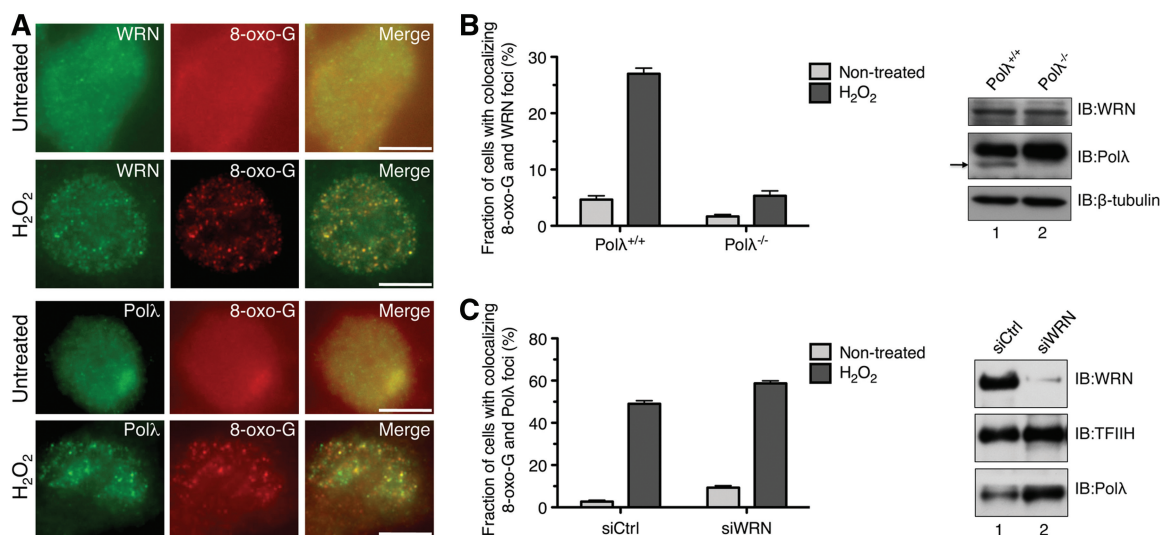 A
WRN
8-oxo-G
Merge
Untreated
WRN
8-oxo-G
Merge
H₂O₂
Polλ
8-oxo-G
Merge
Untreated
Polλ
8-oxo-G
Merge
H₂O₂
B
Fraction of cells with colocalizing
8-oxo-G and WRN foci (%)
40
30
20
10
0
Polλ⁺/⁺
Polλ⁻/⁻
Non-treated
H₂O₂
Polλ⁺/⁺
Polλ⁻/⁻
IB:WRN
IB:Polλ
IB:β-tubulin
1 2
C
Fraction of cells with colocalizing
8-oxo-G and Polλ foci (%)
80
60
40
20
0
siCtrl
siWRN
Non-treated
H₂O₂
siCtrl
siWRN
IB:WRN
IB:TFIIH
IB:Polλ
1 2